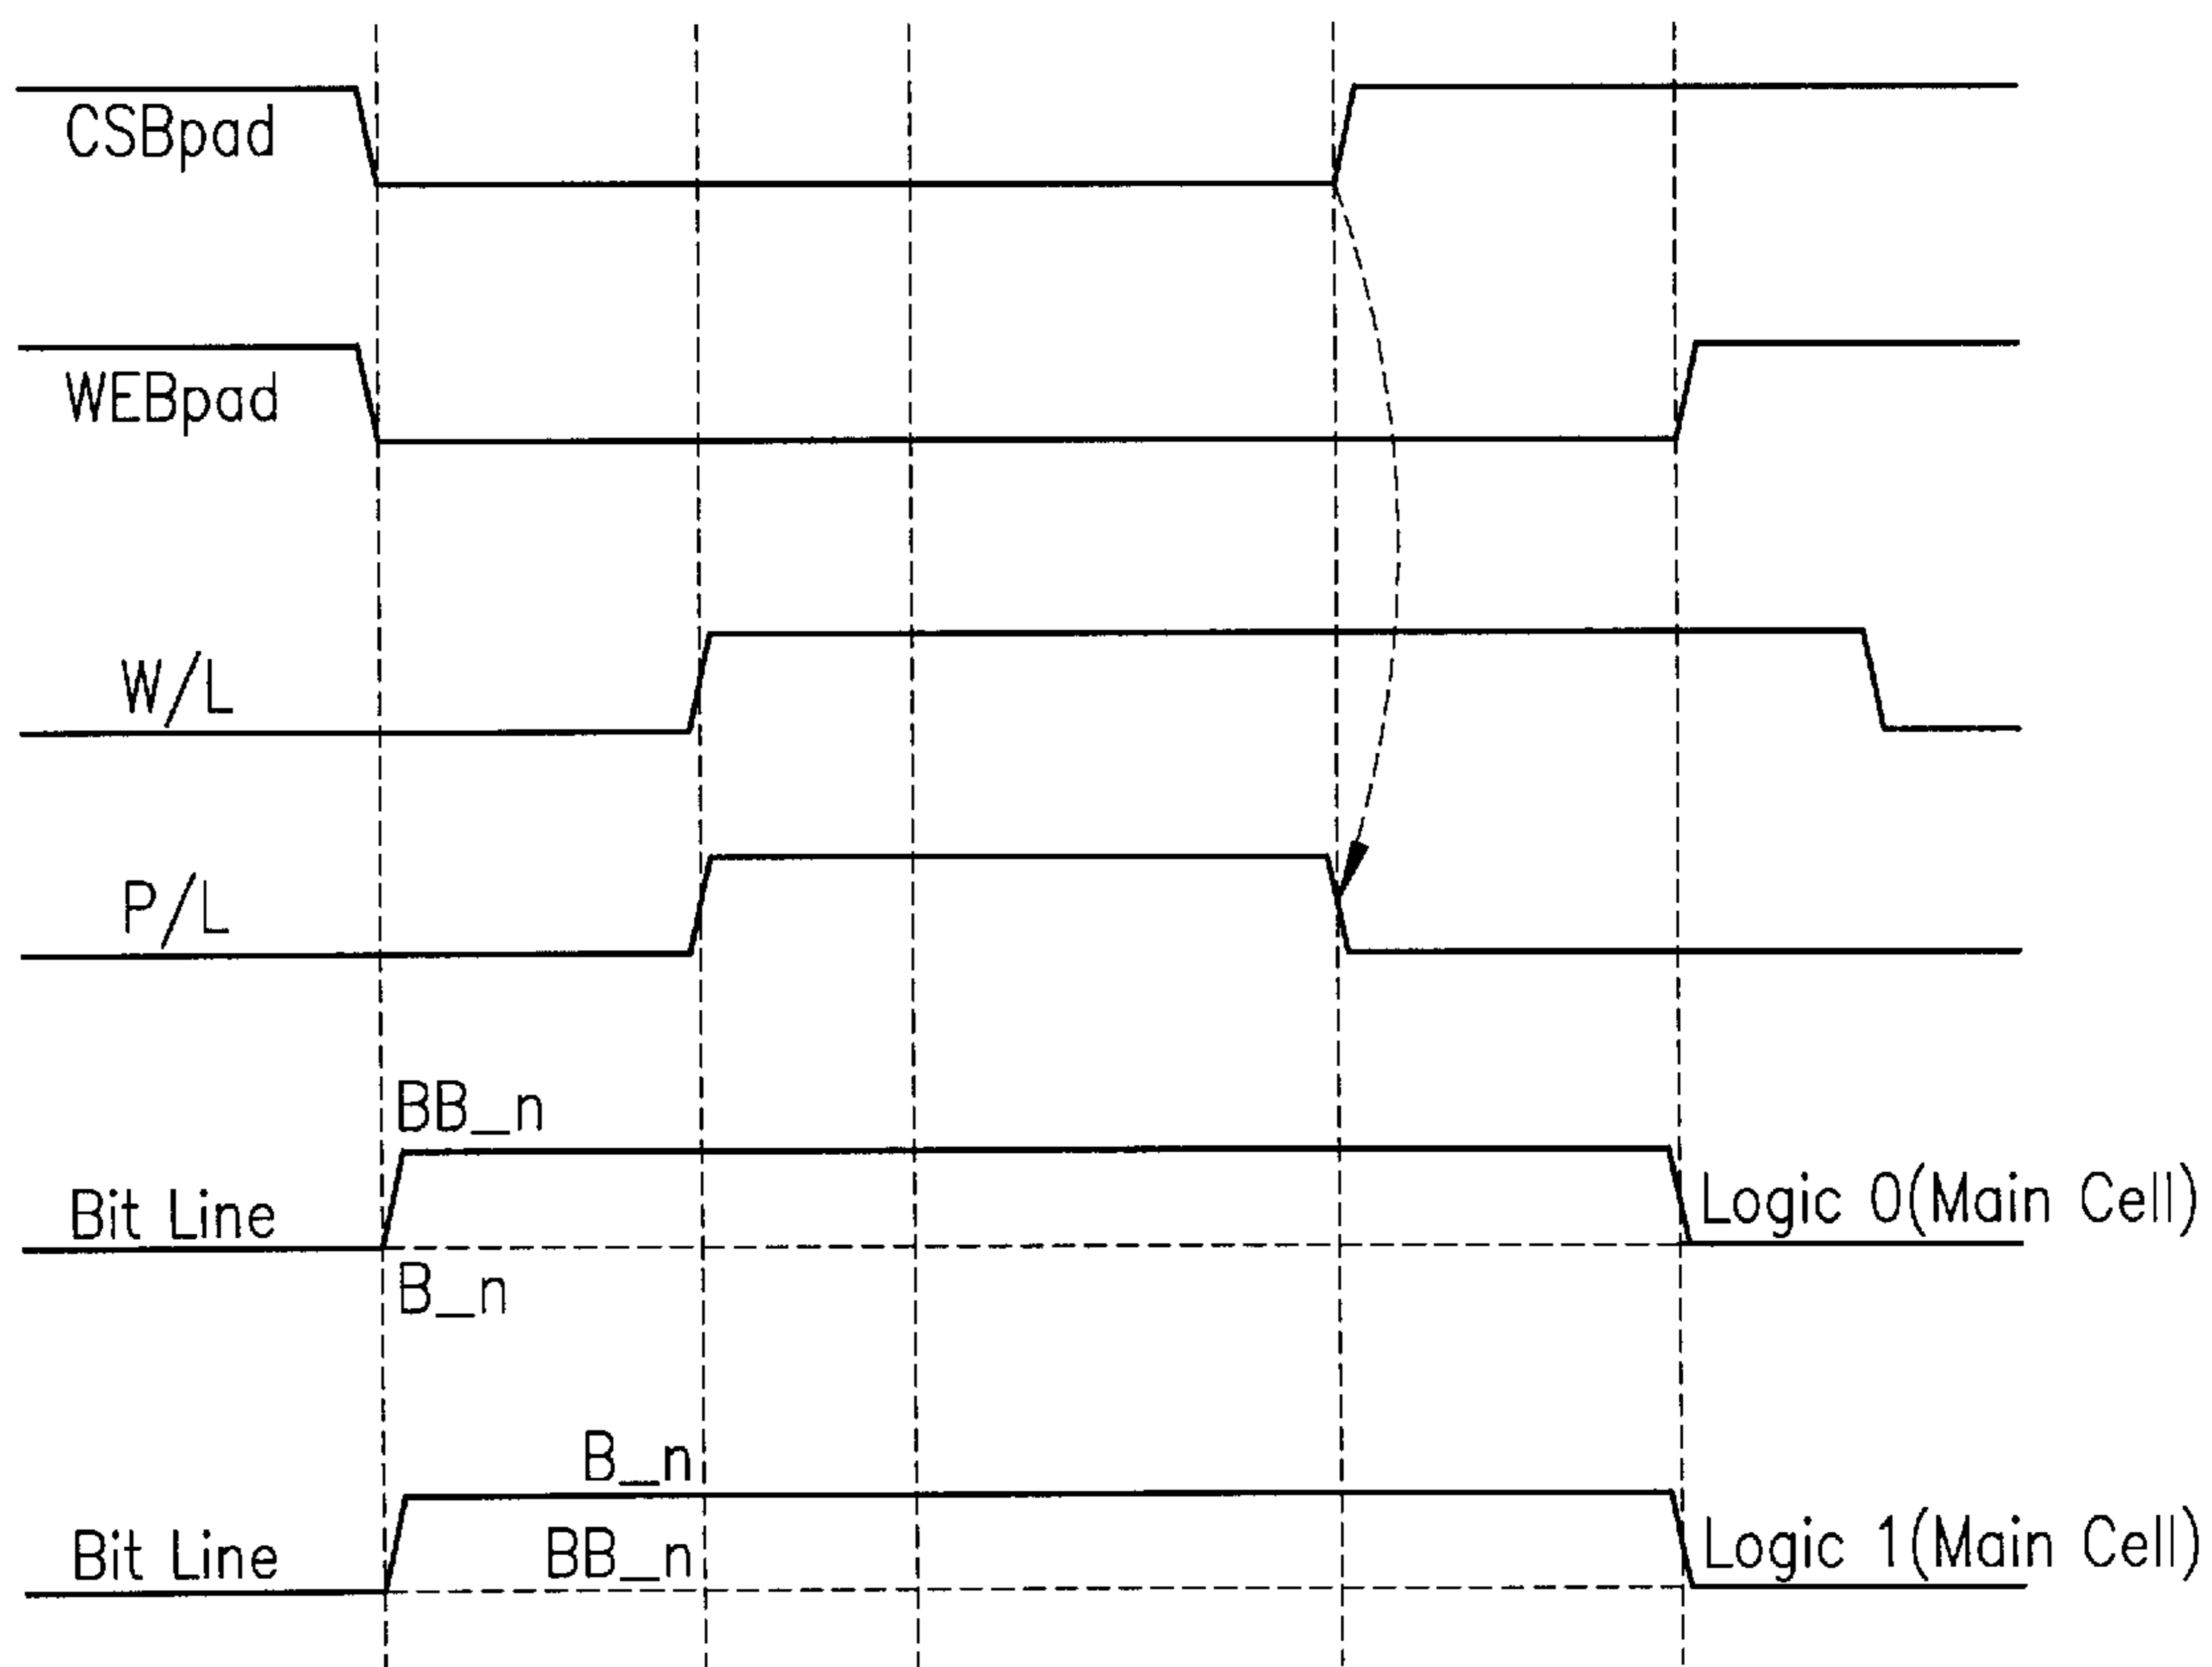 CSBpad
WEBpad
W/L
P/L
BB_n
Bit Line
Logic 0(Main Cell)
B_n
B_n
Bit Line
BB_n
Logic 1(Main Cell)